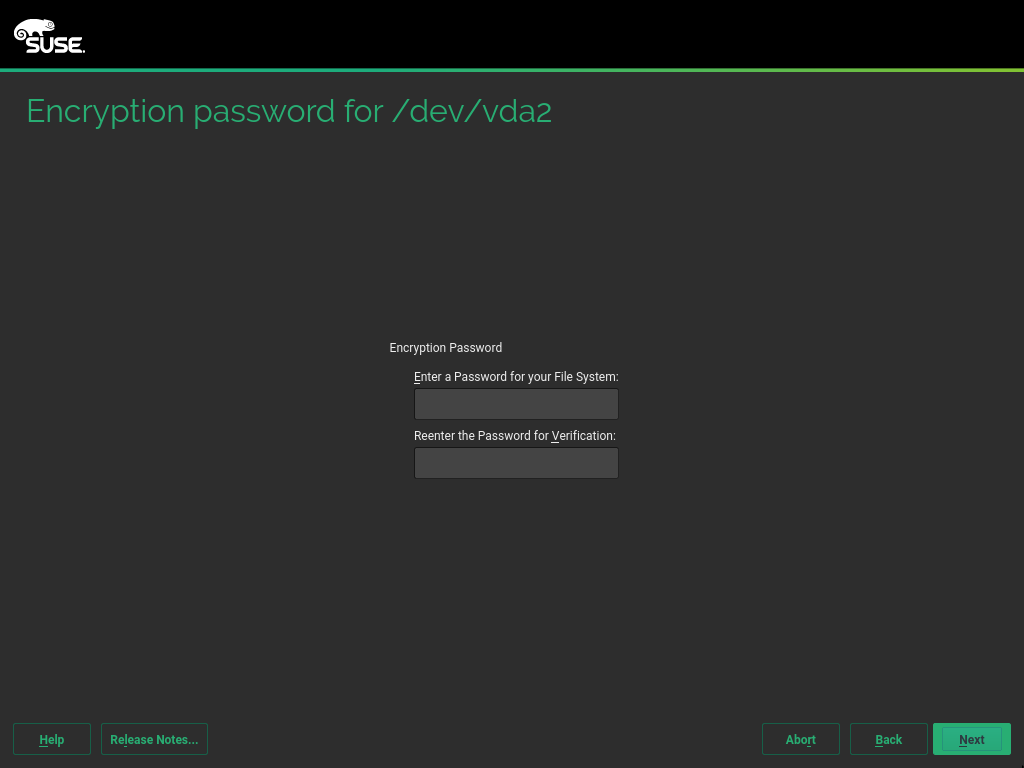 SUSE.
Encryption password for /dev/vda2
Encryption Password
Enter a Password for your File System:
Reenter the Password for Verification:
Help
Release Notes...
Abort
Back
Next